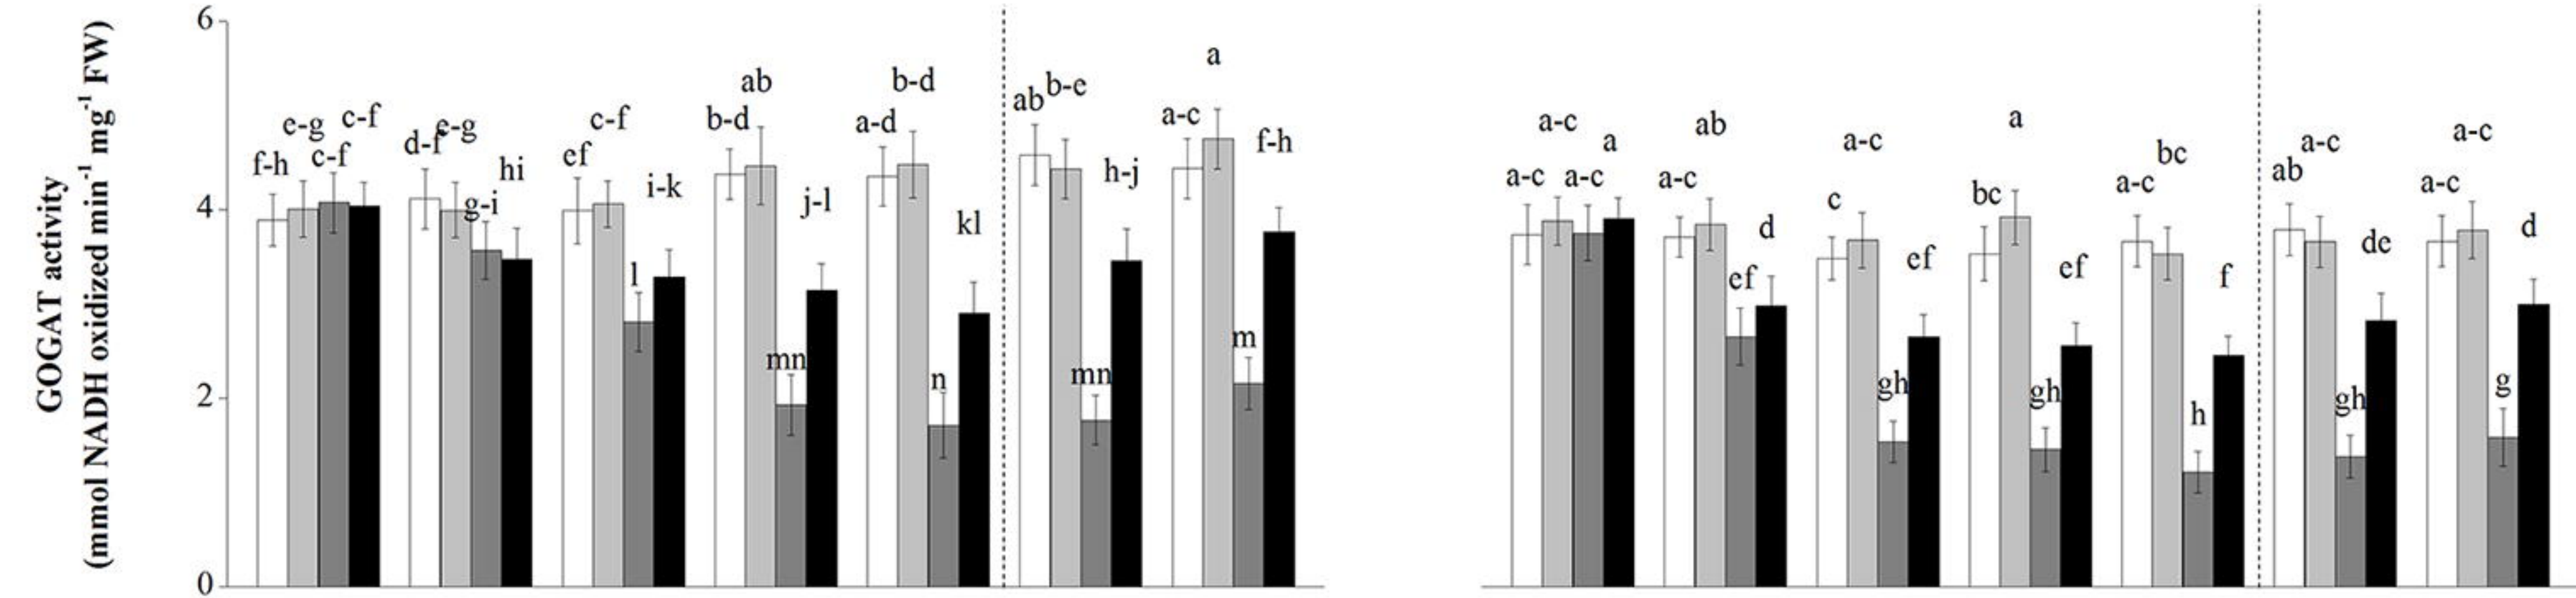 GOGAT activity
(mmol NADH oxidized min⁻¹ mg⁻¹ FW)
6
4
2
0
f-h
e-g
c-f
c-f
d-f
e-g
g-i
hi
ef
c-f
l
i-k
b-d
ab
mn
j-l
a-d
b-d
n
kl
ab
b-e
mn
h-j
a-c
a
m
f-h
a-c
a-c
a-c
a
a-c
ab
ef
d
c
a-c
gh
ef
bc
a
gh
ef
a-c
bc
h
f
ab
a-c
gh
de
a-c
a-c
g
d